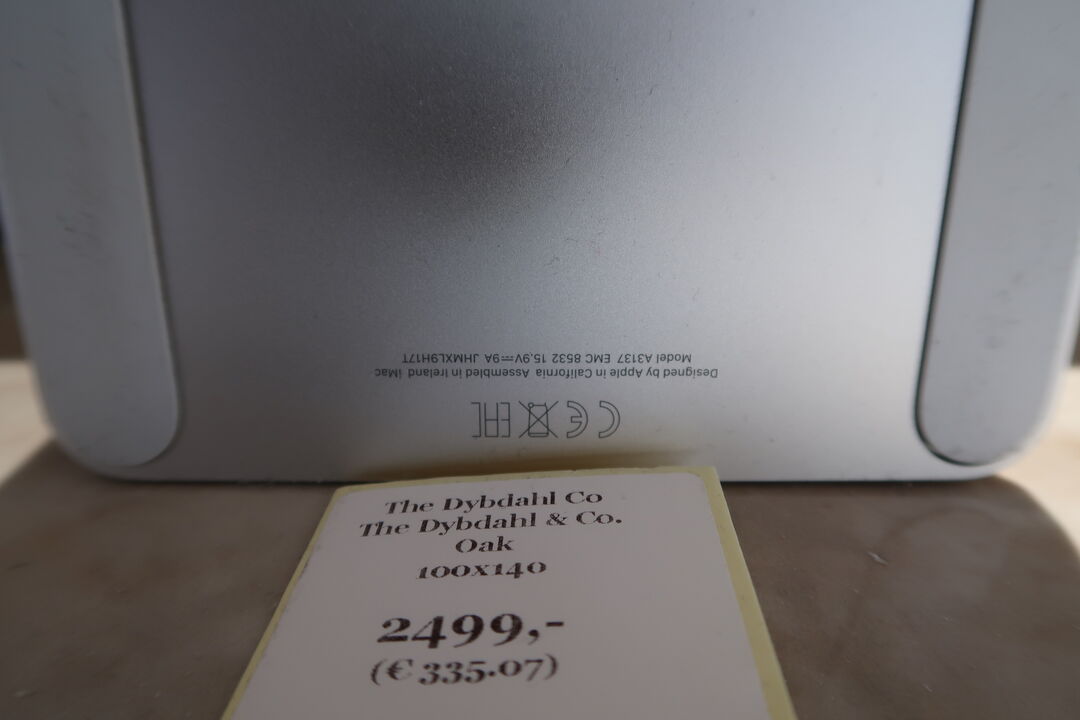 Designed by Apple in California Assembled in Ireland iMac
Model A3137 EMC 8532 15.9V⎓9A JHMXL9H17T
The Dybdahl Co
The Dybdahl & Co.
Oak
100x140
2499,-
(€ 335.07)